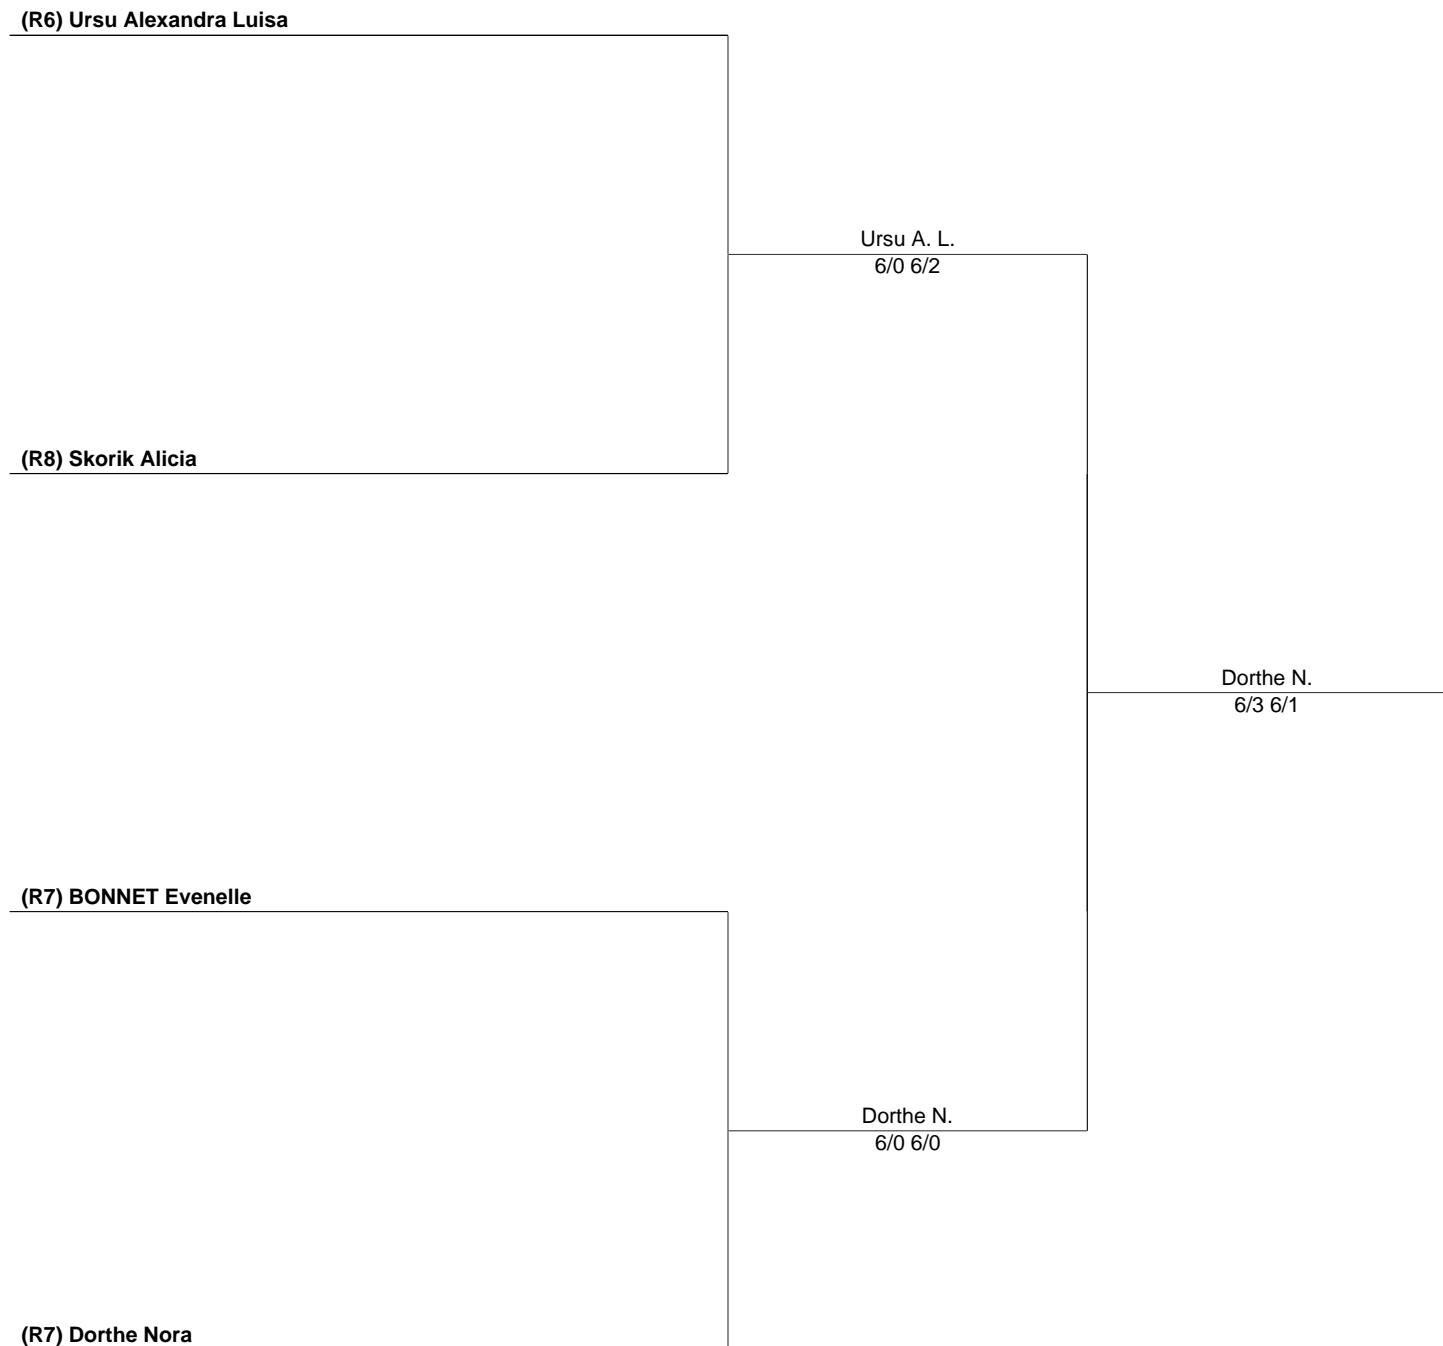 (R6) Ursu Alexandra Luisa
Ursu A. L.
6/0 6/2
(R8) Skorik Alicia
Dorthe N.
6/3 6/1
(R7) BONNET Evenelle
Dorthe N.
6/0 6/0
(R7) Dorthe Nora